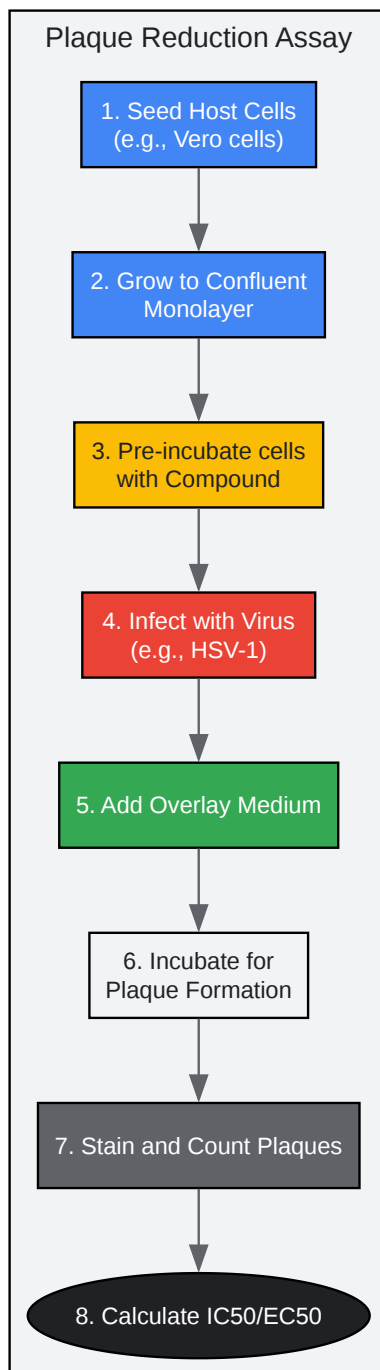 Plaque Reduction Assay
1. Seed Host Cells
(e.g., Vero cells)
2. Grow to Confluent
Monolayer
3. Pre-incubate cells
with Compound
4. Infect with Virus
(e.g., HSV-1)
5. Add Overlay Medium
6. Incubate for
Plaque Formation
7. Stain and Count Plaques
8. Calculate IC50/EC50